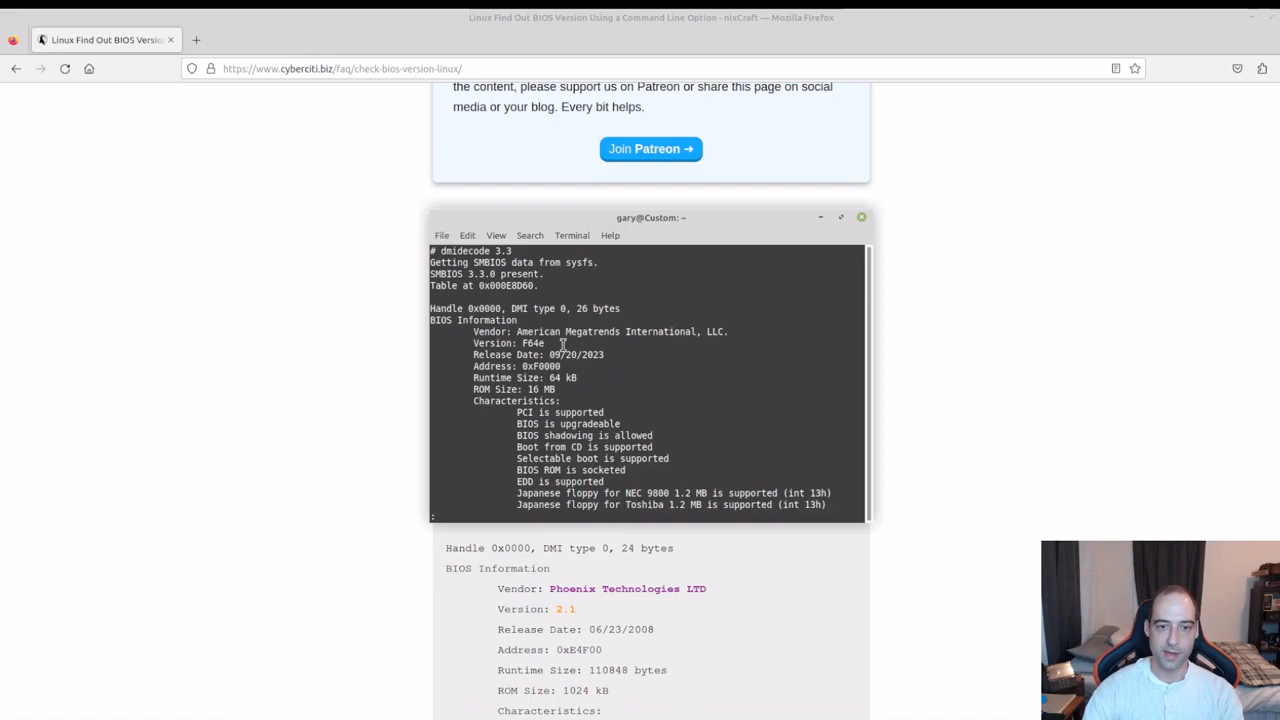 Linux Find Out BIOS Version Using a Command Line Option - nixCraft — Mozilla Firefox
Linux Find Out BIOS Versio
https://www.cyberciti.biz/faq/check-bios-version-linux/
the content, please support us on Patreon or share this page on social
media or your blog. Every bit helps.
Join Patreon ➔
gary@Custom: ~
File Edit View Search Terminal Help
# dmidecode 3.3
Getting SMBIOS data from sysfs.
SMBIOS 3.3.0 present.
Table at 0x000E8D60.
Handle 0x0000, DMI type 0, 26 bytes
BIOS Information
Vendor: American Megatrends International, LLC.
Version: F64e
Release Date: 09/20/2023
Address: 0xF0000
Runtime Size: 64 kB
ROM Size: 16 MB
Characteristics:
PCI is supported
BIOS is upgradeable
BIOS shadowing is allowed
Boot from CD is supported
Selectable boot is supported
BIOS ROM is socketed
EDD is supported
Japanese floppy for NEC 9800 1.2 MB is supported (int 13h)
Japanese floppy for Toshiba 1.2 MB is supported (int 13h)
:
Handle 0x0000, DMI type 0, 24 bytes
BIOS Information
Vendor: Phoenix Technologies LTD
Version: 2.1
Release Date: 06/23/2008
Address: 0xE4F00
Runtime Size: 110848 bytes
ROM Size: 1024 kB
Characteristics: